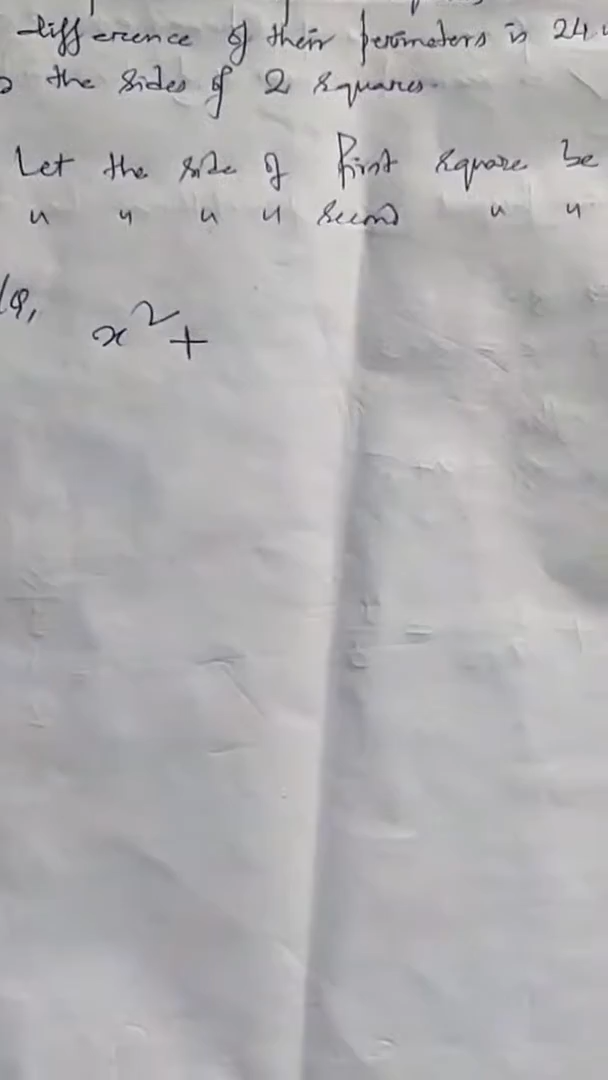 difference of their perimeters is 24
the sides of 2 squares.
Let the side of first square be
" " " " second " "
x² +